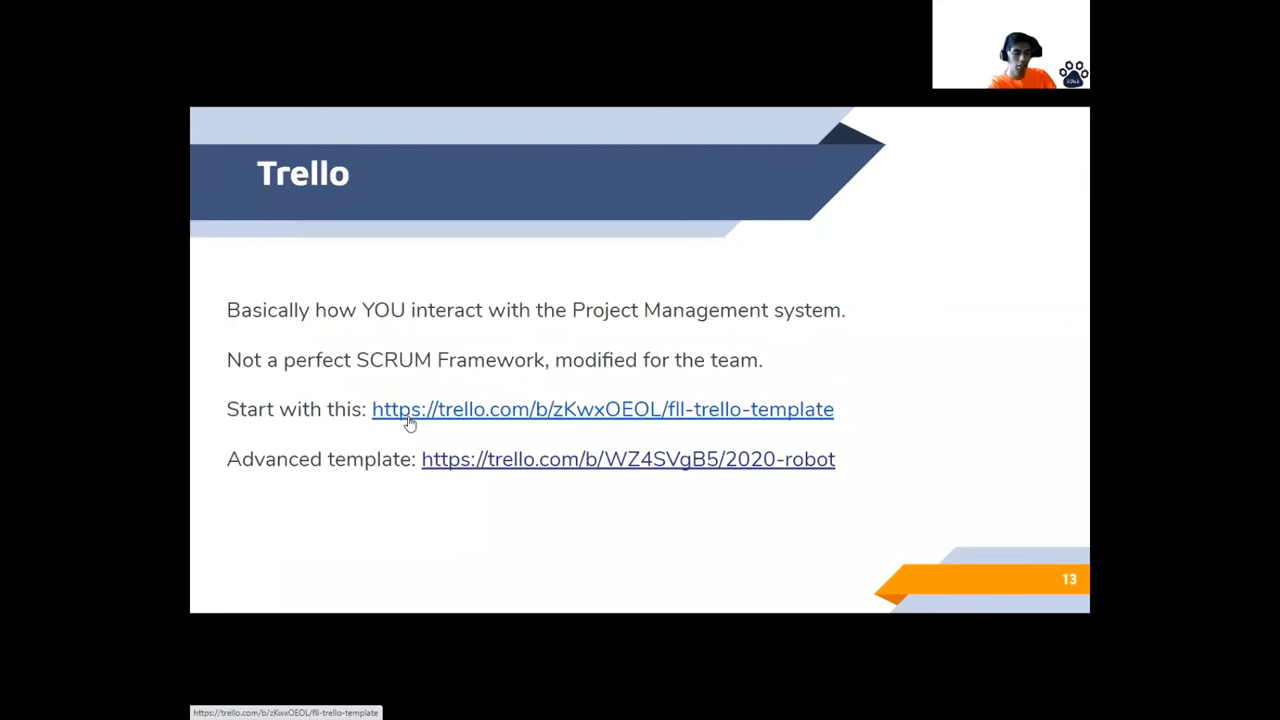 Trello
Basically how YOU interact with the Project Management system.
Not a perfect SCRUM Framework, modified for the team.
Start with this: https://trello.com/b/zKwxOEOL/fll-trello-template
Advanced template: https://trello.com/b/WZ4SVgB5/2020-robot
13
https://trello.com/b/zKwxOEOL/fll-trello-template